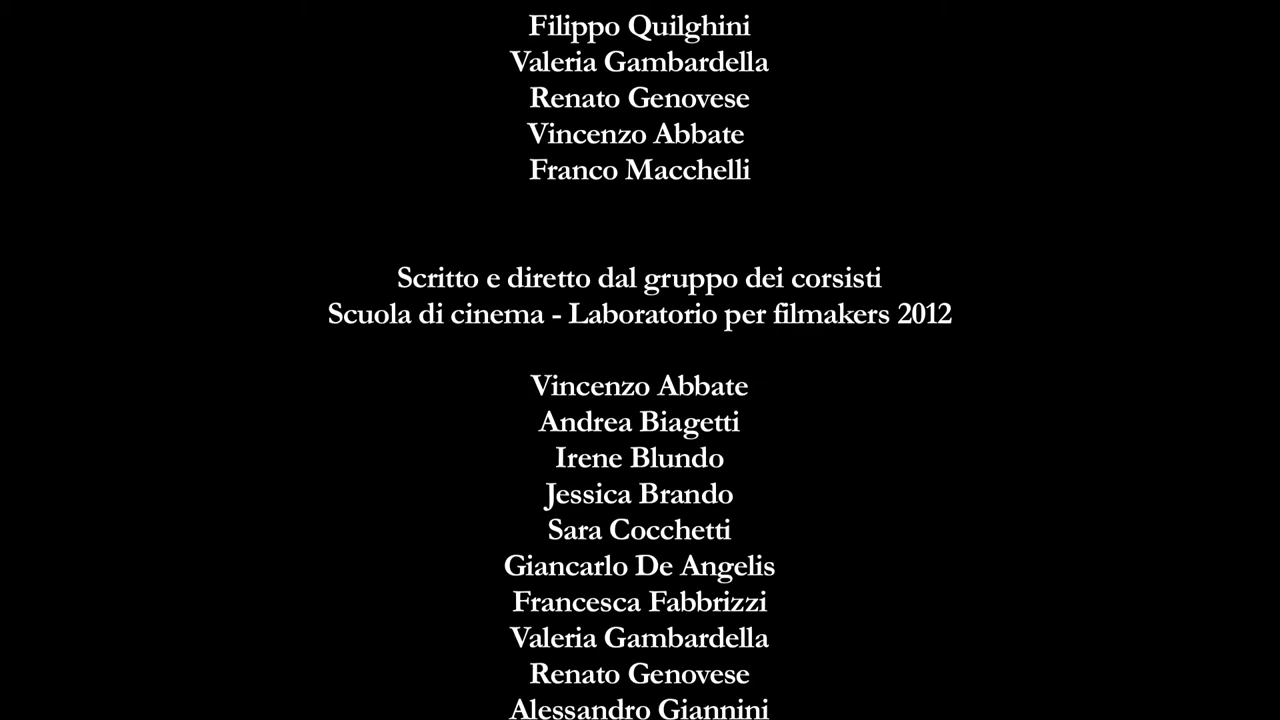 Filippo Quilghini
Valeria Gambardella
Renato Genovese
Vincenzo Abbate
Franco Macchelli
Scritto e diretto dal gruppo dei corsisti
Scuola di cinema - Laboratorio per filmakers 2012
Vincenzo Abbate
Andrea Biagetti
Irene Blundo
Jessica Brando
Sara Cocchetti
Giancarlo De Angelis
Francesca Fabbrizzi
Valeria Gambardella
Renato Genovese
Alessandro Giannini